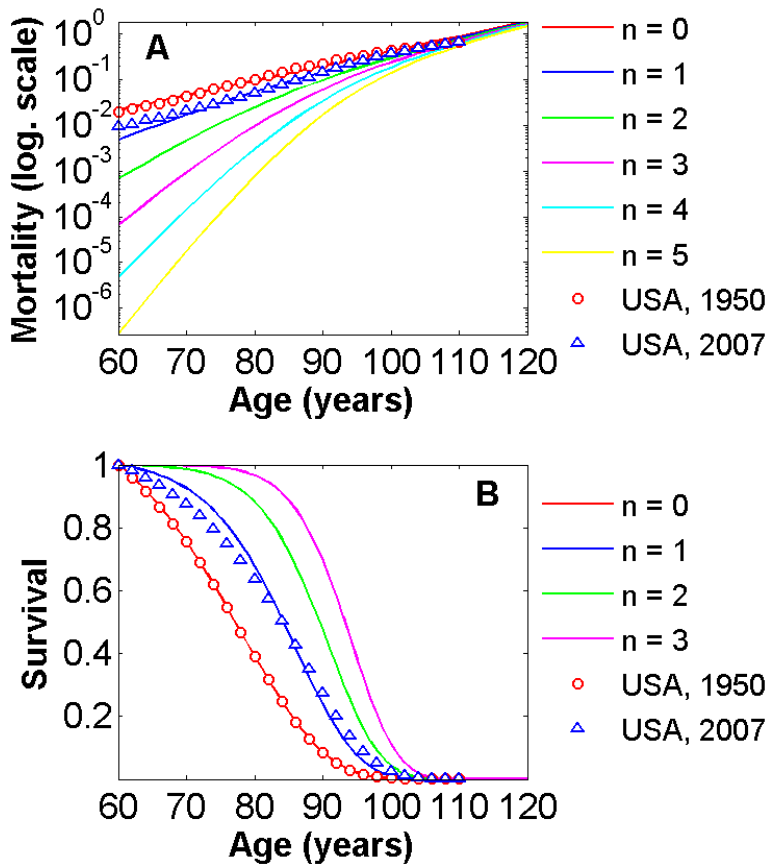 A
Mortality (log. scale)
10^0
10^-1
10^-2
10^-3
10^-4
10^-5
10^-6
60 70 80 90 100 110 120
Age (years)
n = 0
n = 1
n = 2
n = 3
n = 4
n = 5
USA, 1950
USA, 2007
B
Survival
1
0.8
0.6
0.4
0.2
60 70 80 90 100 110 120
Age (years)
n = 0
n = 1
n = 2
n = 3
USA, 1950
USA, 2007